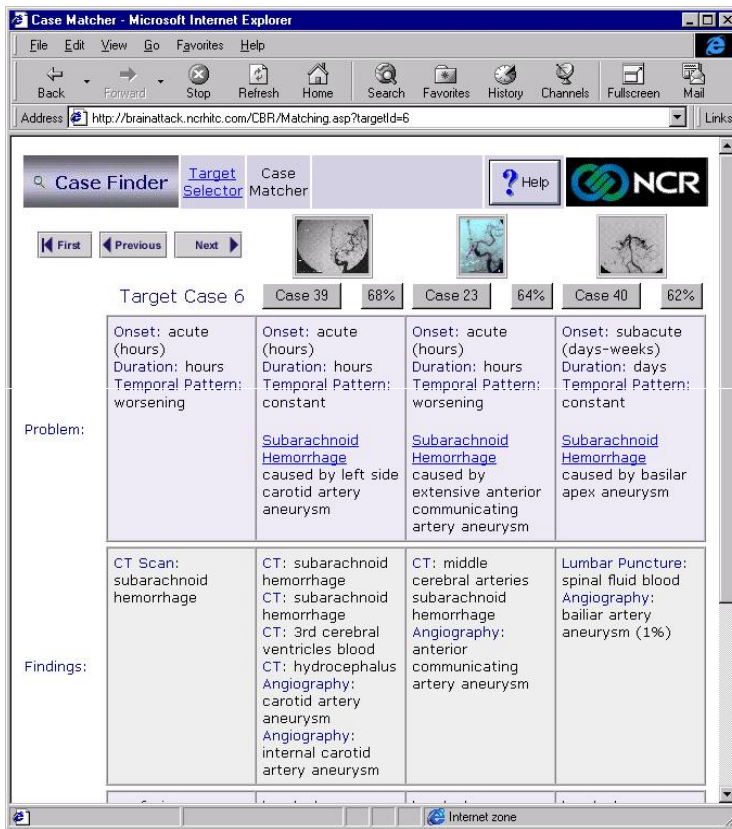 Case Matcher - Microsoft Internet Explorer
File Edit View Go Favorites Help
Back Forward Stop Refresh Home Search Favorites History Channels Fullscreen Mail
Address http://brainattack.ncrhitc.com/CBR/Matching.asp?targetId=6 Links
Case Finder
Target
Selector
Case
Matcher
Help
NCR
First Previous Next
Target Case 6 Case 39 68% Case 23 64% Case 40 62%
Problem:
Onset: acute
(hours)
Duration: hours
Temporal Pattern:
worsening
Onset: acute
(hours)
Duration: hours
Temporal Pattern:
constant
Subarachnoid
Hemorrhage
caused by left side
carotid artery
aneurysm
Onset: acute
(hours)
Duration: hours
Temporal Pattern:
worsening
Subarachnoid
Hemorrhage
caused by
extensive anterior
communicating
artery aneurysm
Onset: subacute
(days-weeks)
Duration: days
Temporal Pattern:
constant
Subarachnoid
Hemorrhage
caused by basilar
apex aneurysm
Findings:
CT Scan:
subarachnoid
hemorrhage
CT: subarachnoid
hemorrhage
CT: subarachnoid
hemorrhage
CT: 3rd cerebral
ventricles blood
CT: hydrocephalus
Angiography:
carotid artery
aneurysm
Angiography:
internal carotid
artery aneurysm
CT: middle
cerebral arteries
subarachnoid
hemorrhage
Angiography:
anterior
communicating
artery aneurysm
Lumbar Puncture:
spinal fluid blood
Angiography:
bailiar artery
aneurysm (1%)
Internet zone